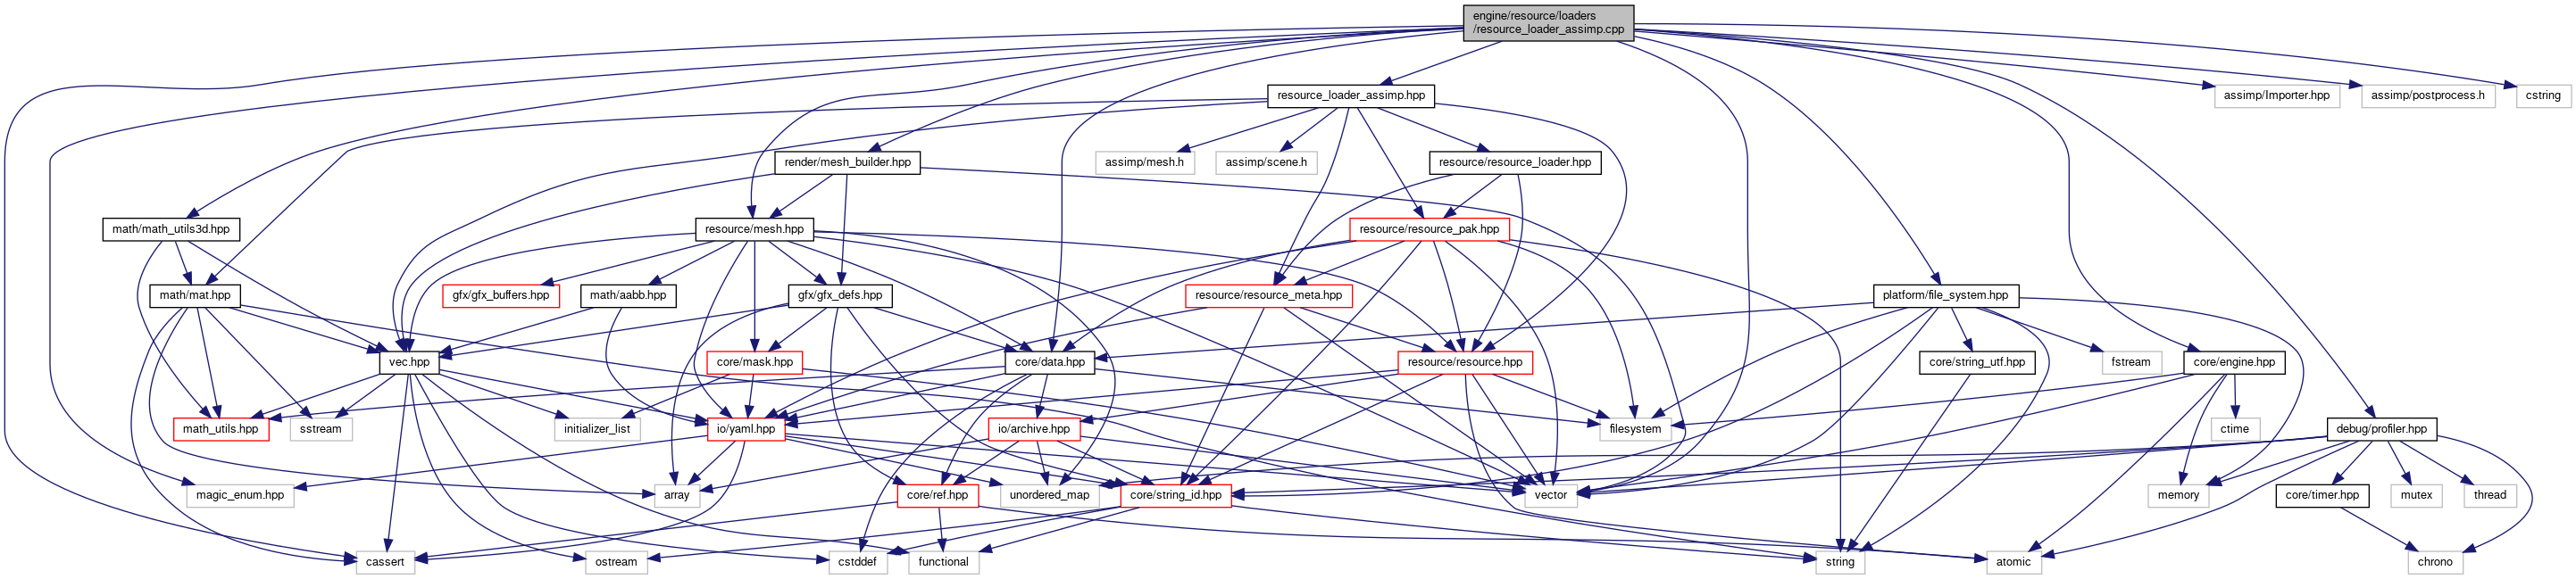 engine/resource/loaders
/resource_loader_assimp.cpp
resource_loader_assimp.hpp
assimp/Importer.hpp
assimp/postprocess.h
cstring
render/mesh_builder.hpp
assimp/mesh.h
assimp/scene.h
resource/resource_loader.hpp
math/math_utils3d.hpp
resource/mesh.hpp
resource/resource_pak.hpp
math/mat.hpp
gfx/gfx_buffers.hpp
math/aabb.hpp
gfx/gfx_defs.hpp
resource/resource_meta.hpp
platform/file_system.hpp
vec.hpp
core/mask.hpp
core/data.hpp
resource/resource.hpp
core/string_utf.hpp
fstream
core/engine.hpp
math_utils.hpp
sstream
initializer_list
io/yaml.hpp
io/archive.hpp
filesystem
ctime
debug/profiler.hpp
magic_enum.hpp
array
core/ref.hpp
unordered_map
core/string_id.hpp
vector
memory
core/timer.hpp
mutex
thread
cassert
ostream
cstddef
functional
string
atomic
chrono